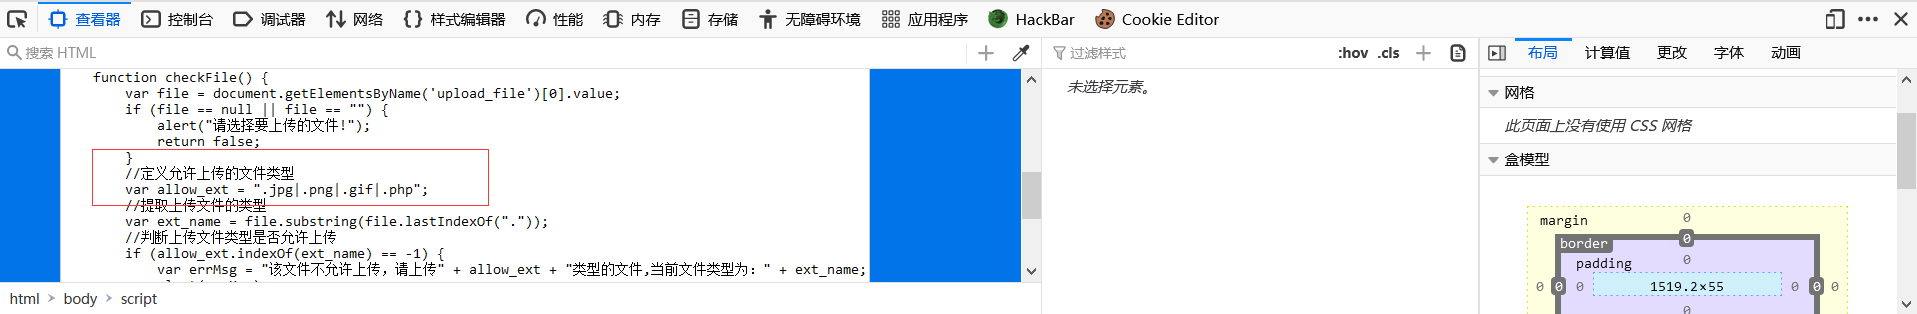 查看器 控制台 调试器 网络 样式编辑器 性能 内存 存储 无障碍环境 应用程序 HackBar Cookie Editor
搜索 HTML
function checkFile() {
var file = document.getElementsByName('upload_file')[0].value;
if (file == null || file == "") {
alert("请选择要上传的文件!");
return false;
}
//定义允许上传的文件类型
var allow_ext = ".jpg|.png|.gif|.php";
//提取上传文件的类型
var ext_name = file.substring(file.lastIndexOf("."));
//判断上传文件类型是否允许上传
if (allow_ext.indexOf(ext_name) == -1) {
var errMsg = "该文件不允许上传，请上传" + allow_ext + "类型的文件,当前文件类型为：" + ext_name;
html > body > script
过滤样式 :hov .cls
未选择元素。
布局 计算值 更改 字体 动画
网格
此页面上没有使用 CSS 网格
盒模型
margin 0
border 0
padding 0
0 0 0 1519.2×55 0 0 0
0